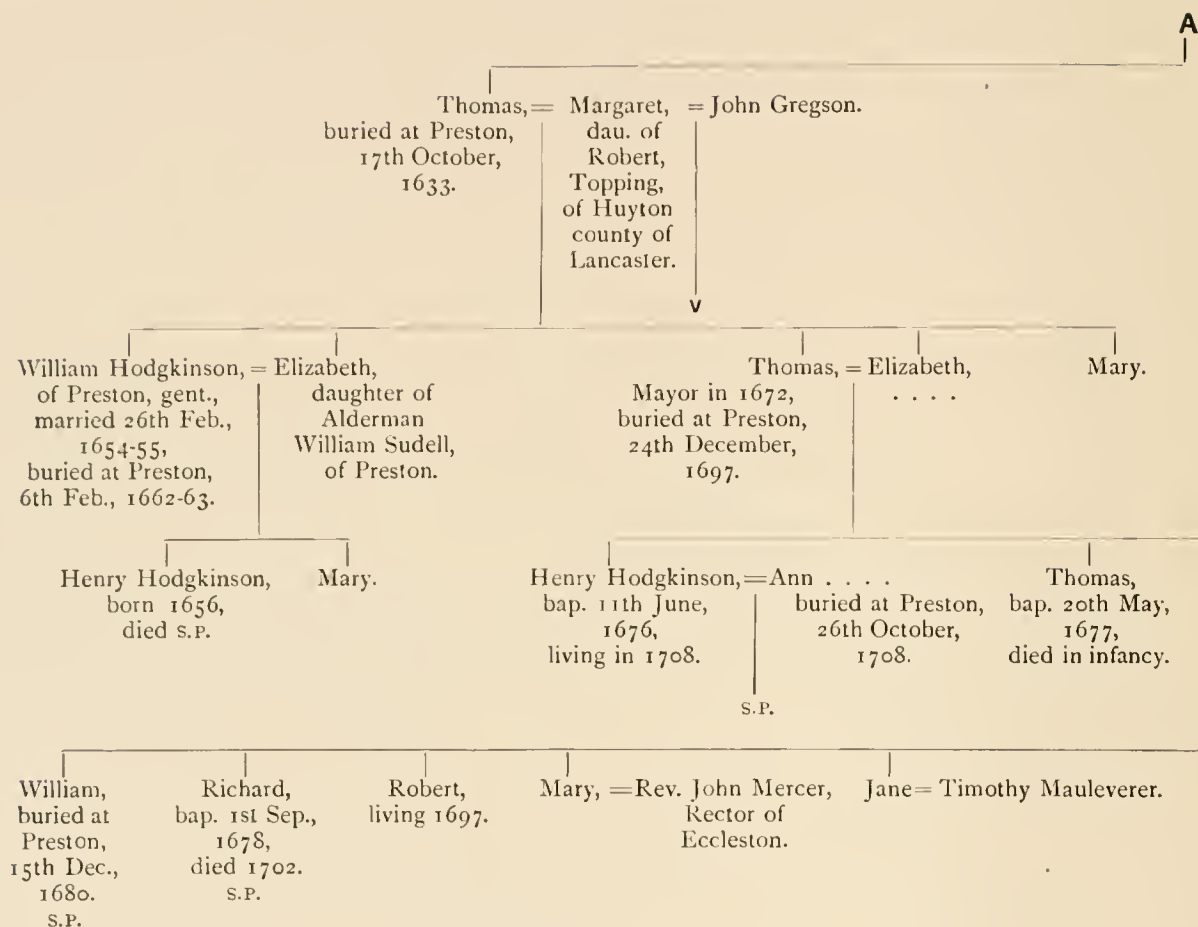 A
Thomas, = Margaret, = John Gregson.
buried at Preston,
17th October,
1633.
dau. of
Robert,
Topping,
of Huyton
county of
Lancaster.
v
William Hodgkinson, = Elizabeth,
of Preston, gent.,
married 26th Feb.,
1654-55,
buried at Preston,
6th Feb., 1662-63.
daughter of
Alderman
William Sudell,
of Preston.
Thomas, = Elizabeth,
Mayor in 1672,
buried at Preston,
24th December,
1697.
. . . .
Mary.
Henry Hodgkinson,
born 1656,
died S.P.
Mary.
Henry Hodgkinson, = Ann . . . .
bap. 11th June,
1676,
living in 1708.
buried at Preston,
26th October,
1708.
S.P.
Thomas,
bap. 20th May,
1677,
died in infancy.
William,
buried at
Preston,
15th Dec.,
1680.
S.P.
Richard,
bap. 1st Sep.,
1678,
died 1702.
S.P.
Robert,
living 1697.
Mary, = Rev. John Mercer,
Rector of
Eccleston.
Jane = Timothy Mauleverer.